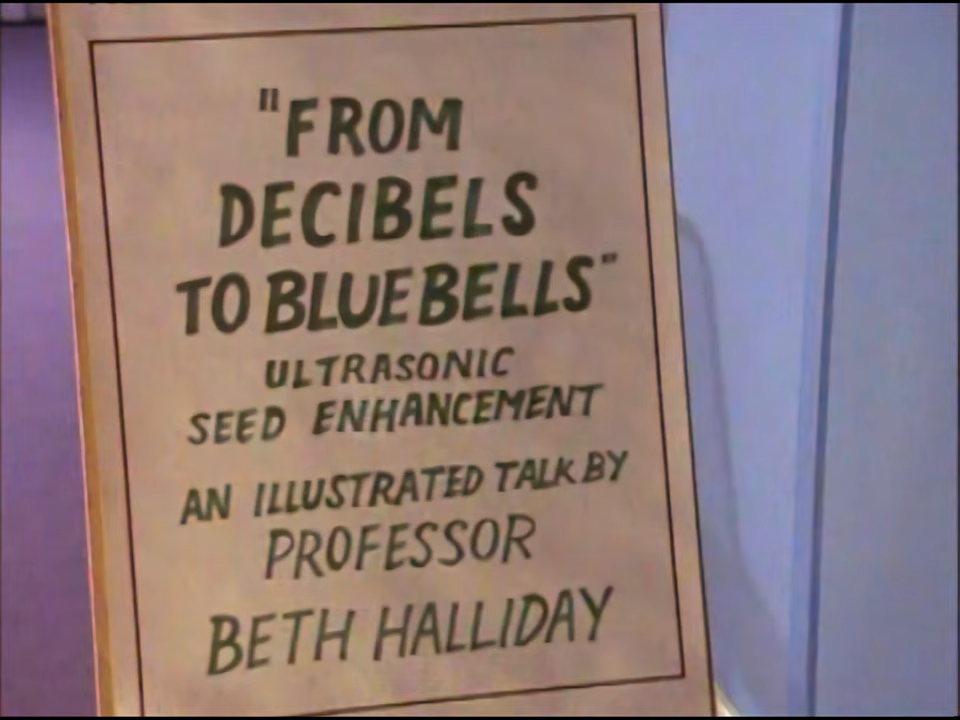 "FROM
DECIBELS
TO BLUEBELLS"
ULTRASONIC
SEED ENHANCEMENT
AN ILLUSTRATED TALK BY
PROFESSOR
BETH HALLIDAY